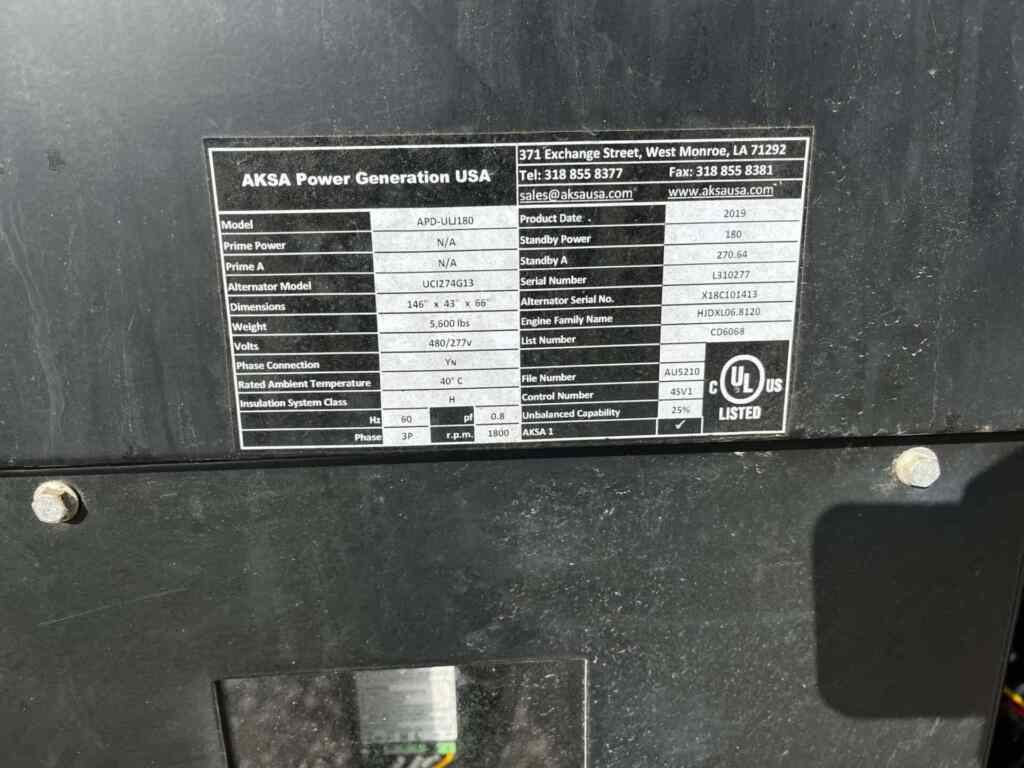 AKSA Power Generation USA
371 Exchange Street, West Monroe, LA 71292
Tel: 318 855 8377 Fax: 318 855 8381
sales@aksausa.com www.aksausa.com
Model APD-ULJ180
Prime Power N/A
Prime A N/A
Alternator Model UCI274G13
Dimensions 146" x 43" x 66"
Weight 5,600 lbs
Volts 480/277v
Phase Connection YN
Rated Ambient Temperature 40° C
Insulation System Class H
Hz 60 pf 0.8
Phase 3P r.p.m. 1800
Product Date 2019
Standby Power 180
Standby A 270.64
Serial Number L310277
Alternator Serial No. X18C101413
Engine Family Name HJDXL06.8120
List Number CD6068
File Number AU5210
Control Number 45V1
Unbalanced Capability 25%
AKSA 1 ✓
C UL US
LISTED